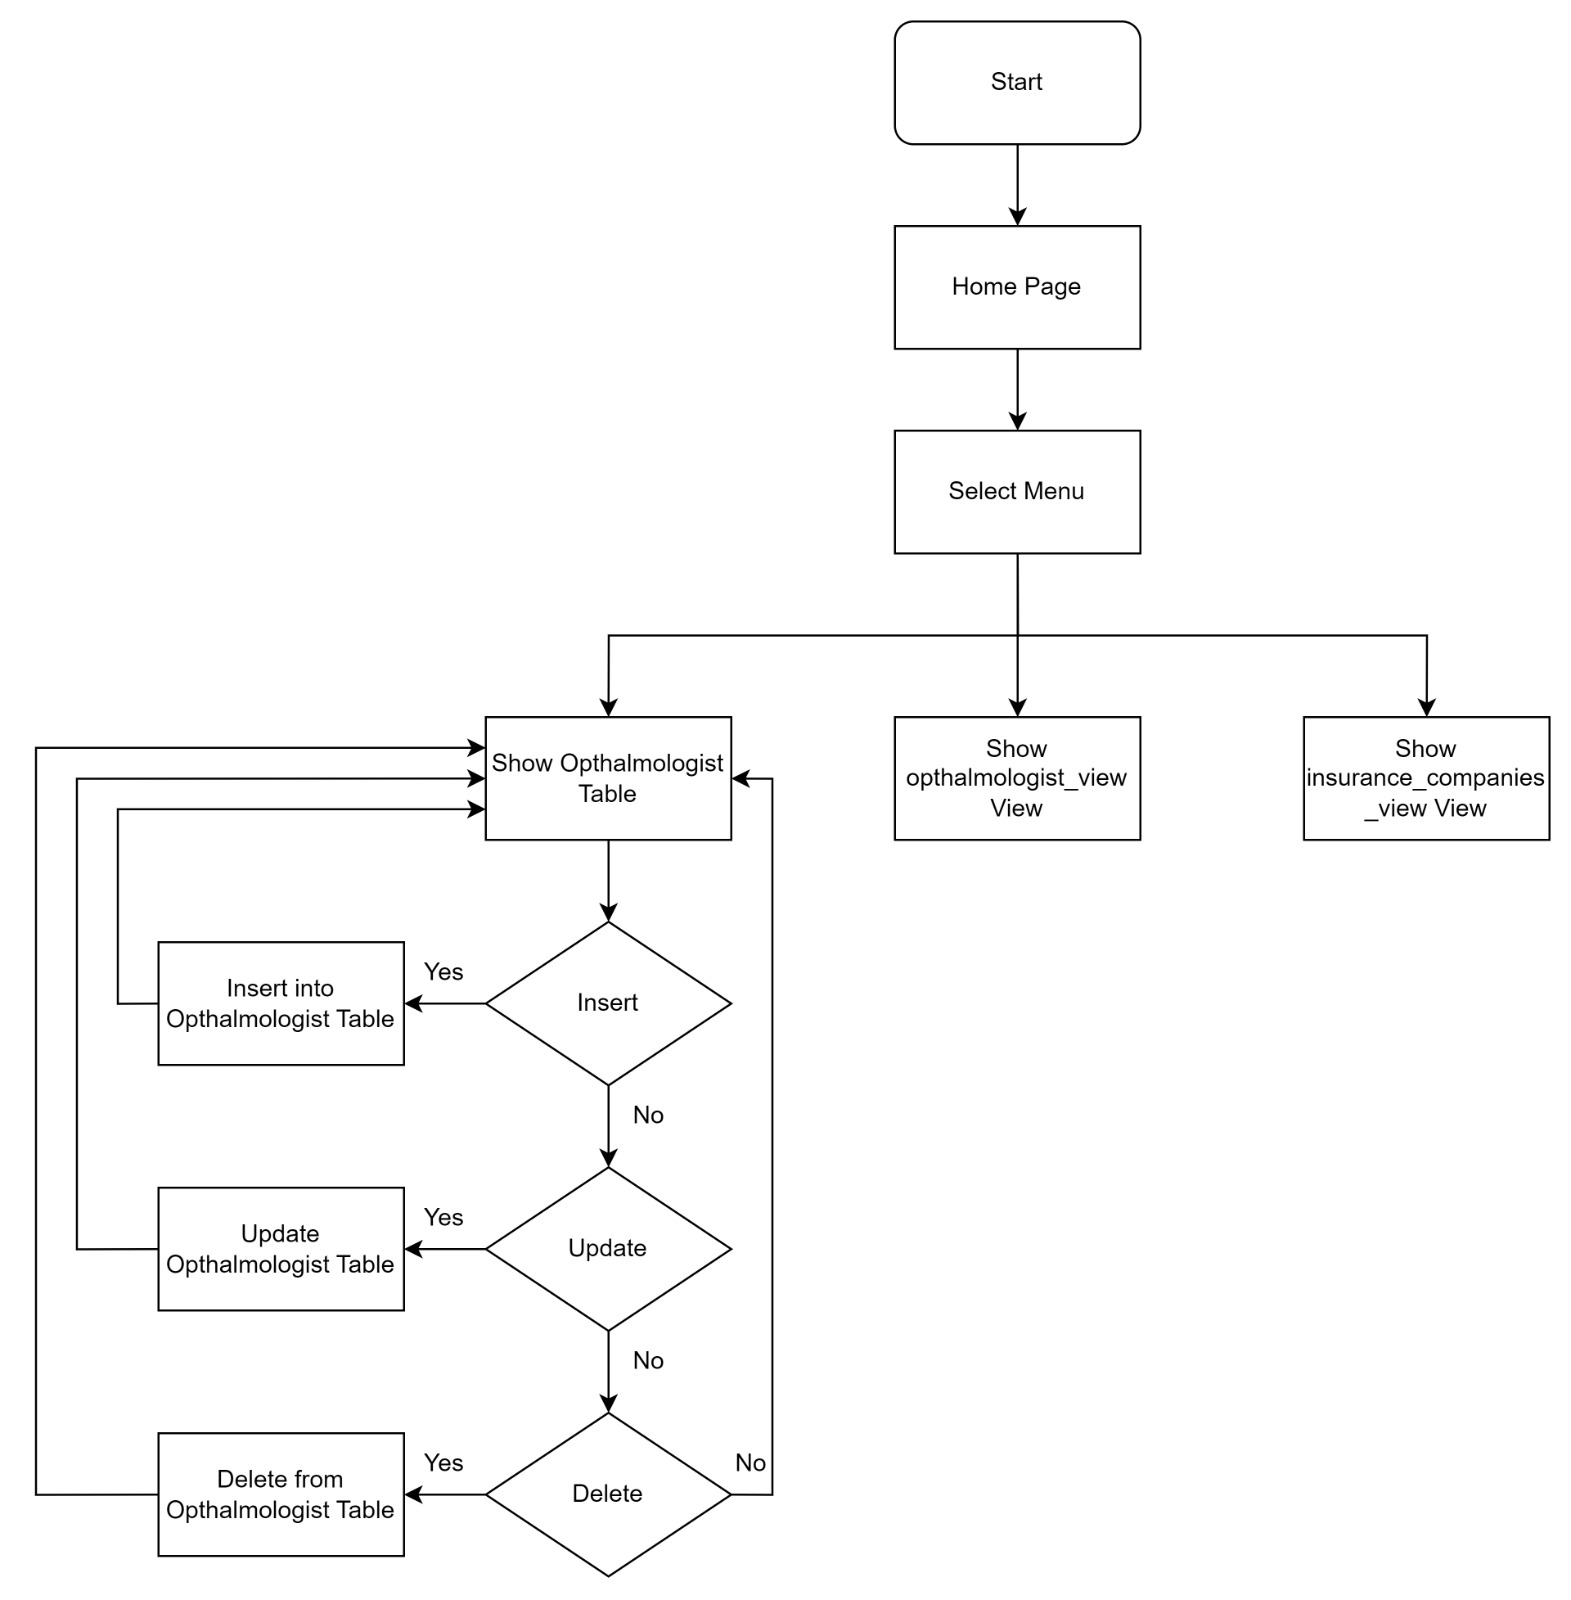 Start
Home Page
Select Menu
Show Opthalmologist
Table
Show
opthalmologist_view
View
Show
insurance_companies
_view View
Insert into
Opthalmologist Table
Yes
Insert
No
Update
Opthalmologist Table
Yes
Update
No
Delete from
Opthalmologist Table
Yes
Delete
No